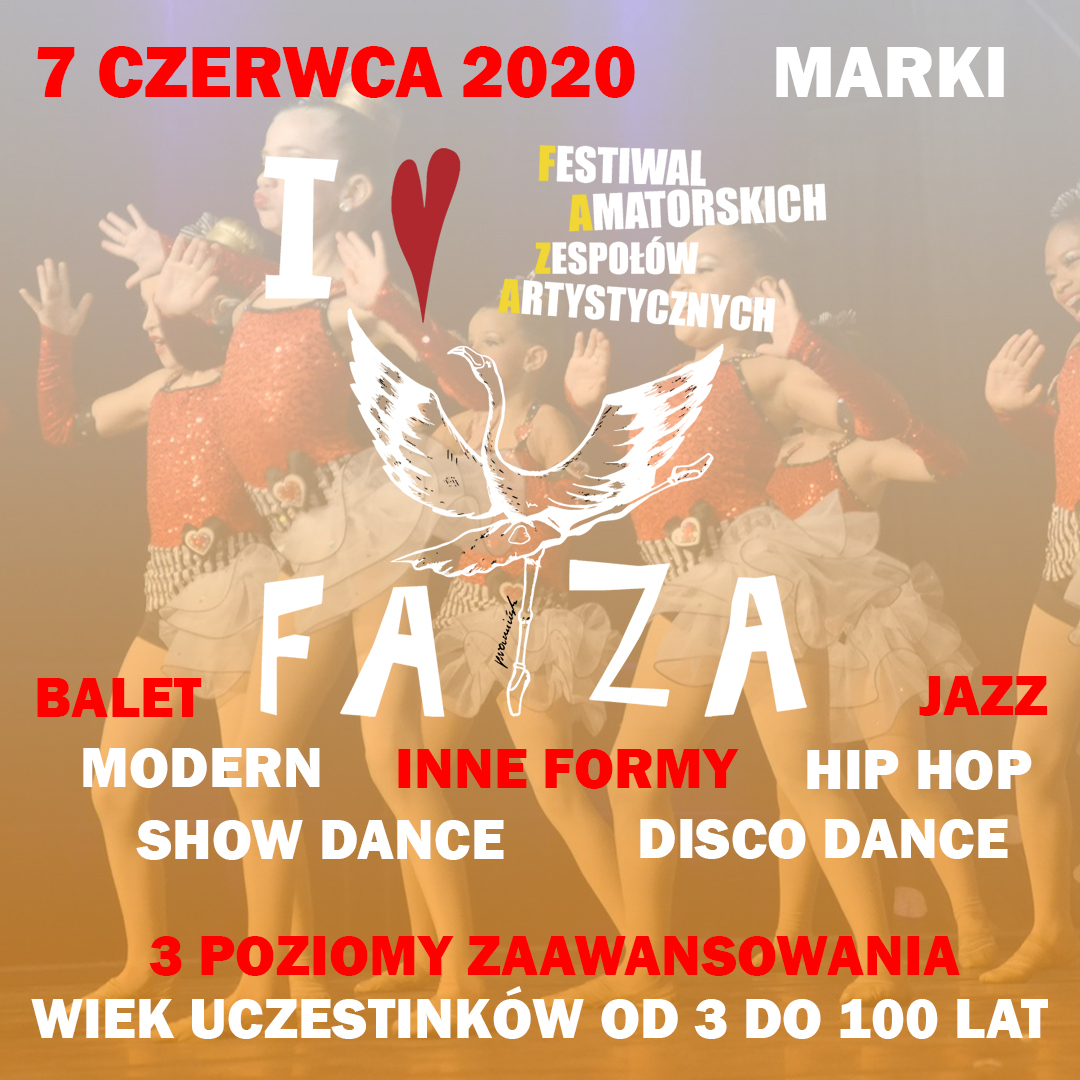 7 CZERWCA 2020 MARKI
I
FESTIWAL
AMATORSKICH
ZESPOŁÓW
ARTYSTYCZNYCH
FAZA
BALET JAZZ
MODERN INNE FORMY HIP HOP
SHOW DANCE DISCO DANCE
3 POZIOMY ZAAWANSOWANIA
WIEK UCZESTINKÓW OD 3 DO 100 LAT